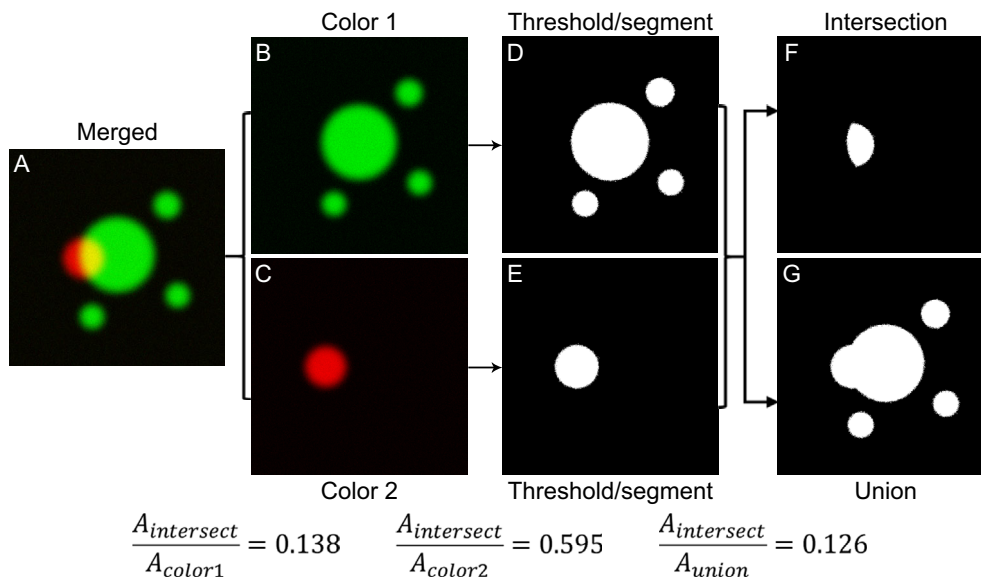 Color 1 Threshold/segment Intersection
B D F
Merged
A
C E G
Color 2 Threshold/segment Union
A_intersect / A_color1 = 0.138 A_intersect / A_color2 = 0.595 A_intersect / A_union = 0.126